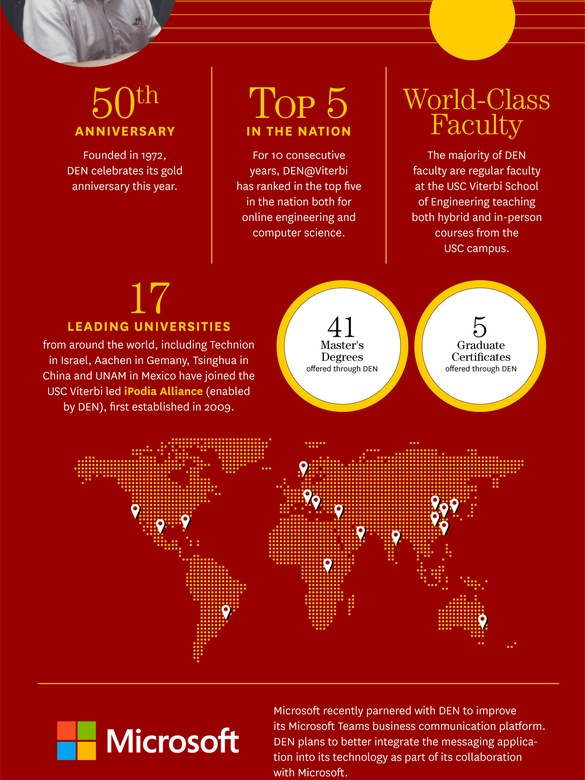 50th
ANNIVERSARY
Founded in 1972,
DEN celebrates its gold
anniversary this year.
Top 5
IN THE NATION
For 10 consecutive
years, DEN@Viterbi
has ranked in the top five
in the nation both for
online engineering and
computer science.
World-Class
Faculty
The majority of DEN
faculty are regular faculty
at the USC Viterbi School
of Engineering teaching
both hybrid and in-person
courses from the
USC campus.
17
LEADING UNIVERSITIES
from around the world, including Technion
in Israel, Aachen in Gemany, Tsinghua in
China and UNAM in Mexico have joined the
USC Viterbi led iPodia Alliance (enabled
by DEN), first established in 2009.
41
Master's
Degrees
offered through DEN
5
Graduate
Certificates
offered through DEN
Microsoft
Microsoft recently parnered with DEN to improve
its Microsoft Teams business communication platform.
DEN plans to better integrate the messaging applica-
tion into its technology as part of its collaboration
with Microsoft.